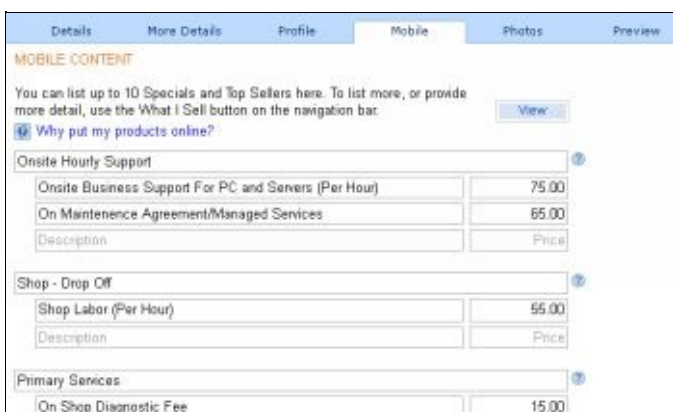 Details More Details Profile Mobile Photos Preview
MOBILE CONTENT
You can list up to 10 Specials and Top Sellers here. To list more, or provide
more detail, use the What I Sell button on the navigation bar.
View
Why put my products online?
Onsite Hourly Support
Onsite Business Support For PC and Servers (Per Hour) 75.00
On Maintenence Agreement/Managed Services 65.00
Description Price
Shop - Drop Off
Shop Labor (Per Hour) 55.00
Description Price
Primary Services
On Shop Diagnostic Fee 15.00